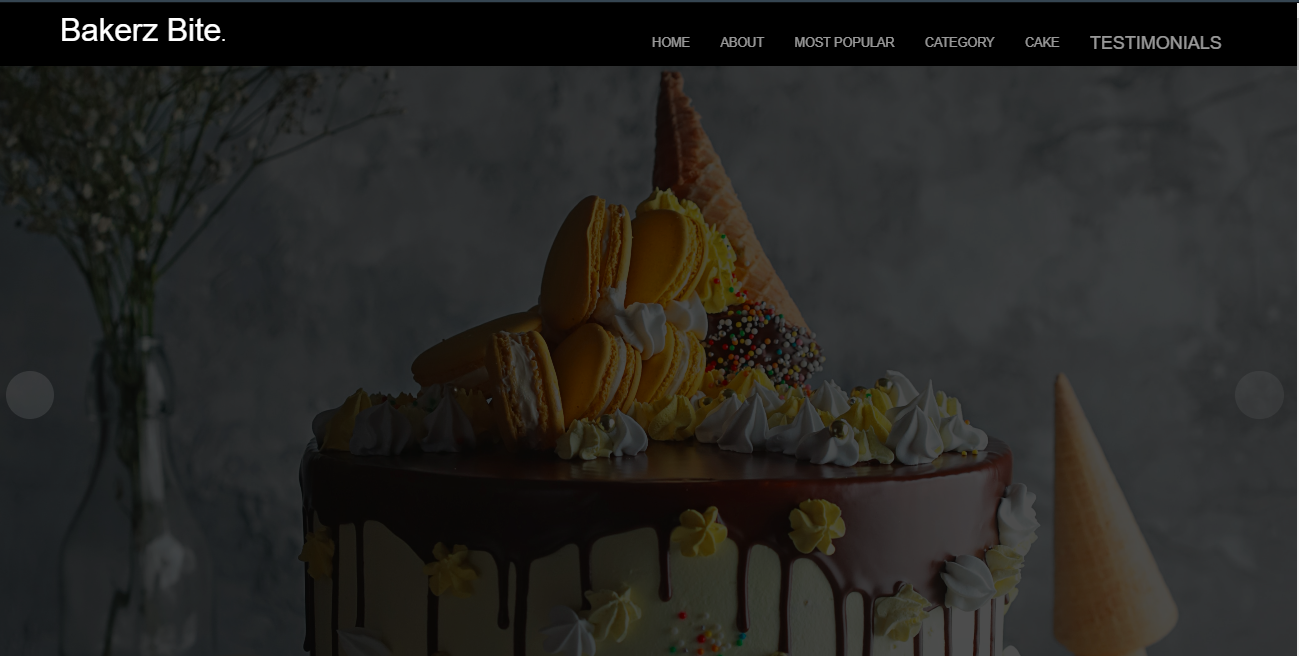 Bakerz Bite.
HOME ABOUT MOST POPULAR CATEGORY CAKE TESTIMONIALS